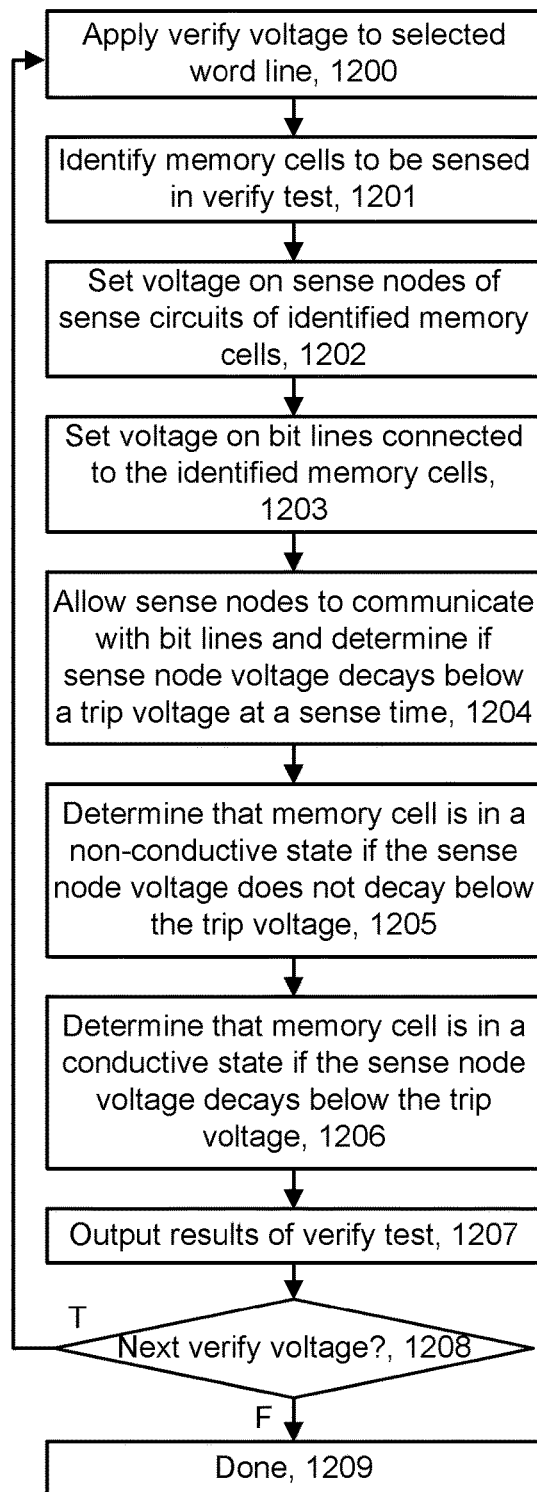 Apply verify voltage to selected
word line, 1200
Identify memory cells to be sensed
in verify test, 1201
Set voltage on sense nodes of
sense circuits of identified memory
cells, 1202
Set voltage on bit lines connected
to the identified memory cells,
1203
Allow sense nodes to communicate
with bit lines and determine if
sense node voltage decays below
a trip voltage at a sense time, 1204
Determine that memory cell is in a
non-conductive state if the sense
node voltage does not decay below
the trip voltage, 1205
Determine that memory cell is in a
conductive state if the sense node
voltage decays below the trip
voltage, 1206
Output results of verify test, 1207
T
Next verify voltage?, 1208
F
Done, 1209